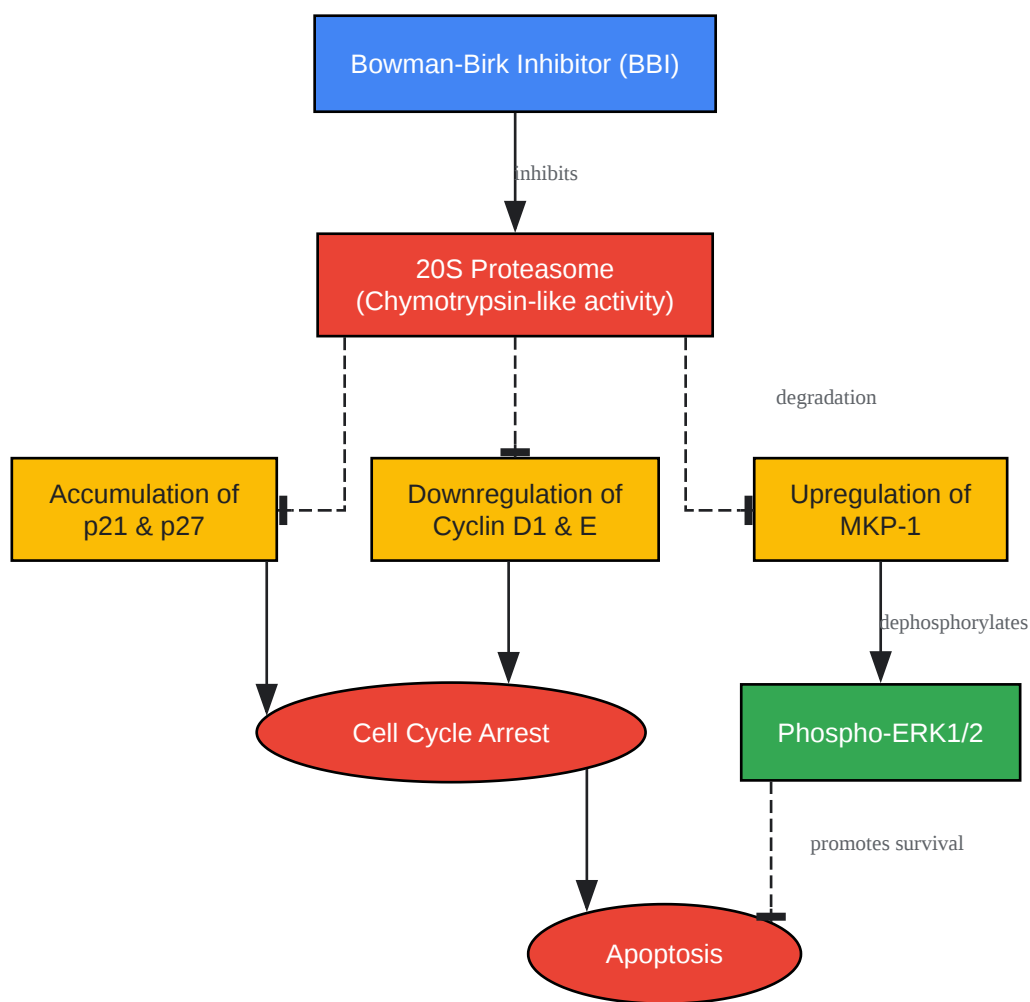 Bowman-Birk Inhibitor (BBI)
inhibits
20S Proteasome
(Chymotrypsin-like activity)
degradation
Accumulation of
p21 & p27
Downregulation of
Cyclin D1 & E
Upregulation of
MKP-1
dephosphorylates
Cell Cycle Arrest
Phospho-ERK1/2
promotes survival
Apoptosis